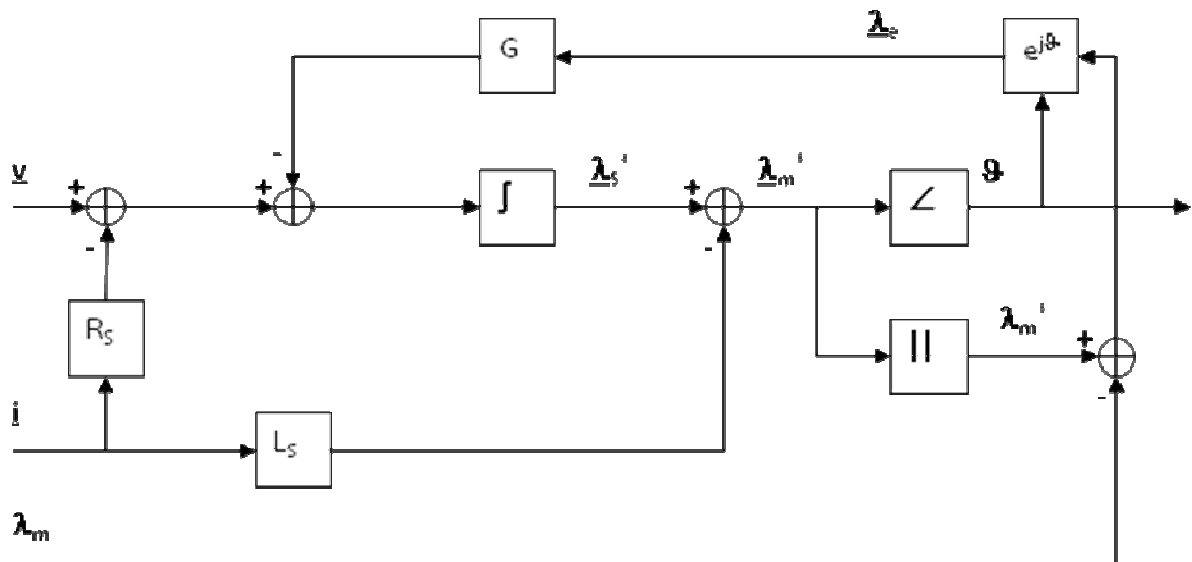 G
λe
e^jϑ
-
v
+
-
+
∫
λs'
+
-
λm'
∠
ϑ
Rs
||
λm'
+
-
i
Ls
λm